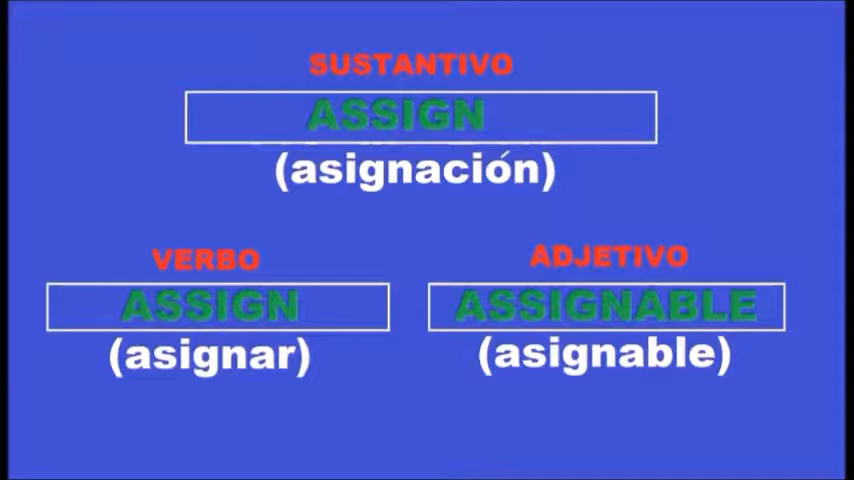 SUSTANTIVO
ASSIGN
(asignación)
VERBO
ASSIGN
(asignar)
ADJETIVO
ASSIGNABLE
(asignable)